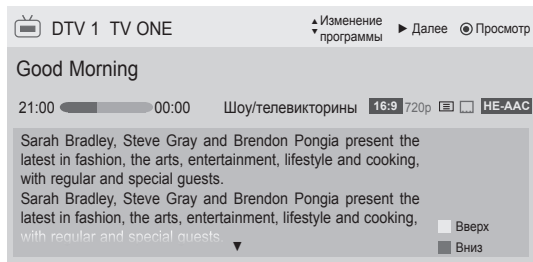 DTV 1 TV ONE
▲▼ Изменение программы
► Далее
◉ Просмотр
Good Morning
21:00 00:00 Шоу/телевикторины 16:9 720p HE-AAC
Sarah Bradley, Steve Gray and Brendon Pongia present the
latest in fashion, the arts, entertainment, lifestyle and cooking,
with regular and special guests.
Sarah Bradley, Steve Gray and Brendon Pongia present the
latest in fashion, the arts, entertainment, lifestyle and cooking,
with regular and special guests.
Вверх
Вниз